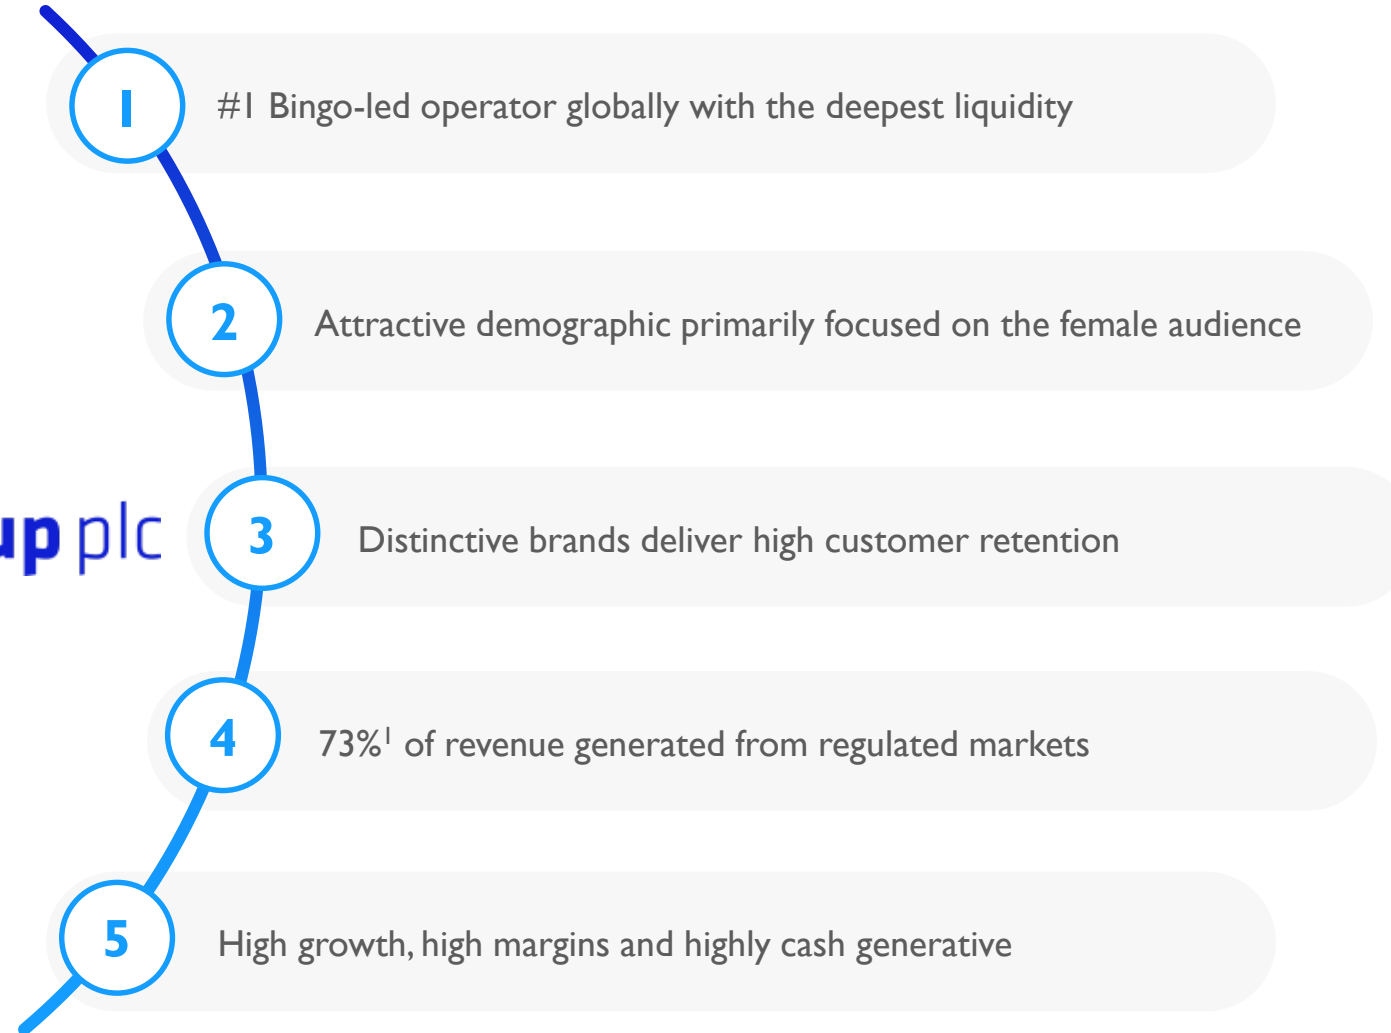 1
#1 Bingo-led operator globally with the deepest liquidity
2
Attractive demographic primarily focused on the female audience
up plc
3
Distinctive brands deliver high customer retention
4
73%¹ of revenue generated from regulated markets
5
High growth, high margins and highly cash generative